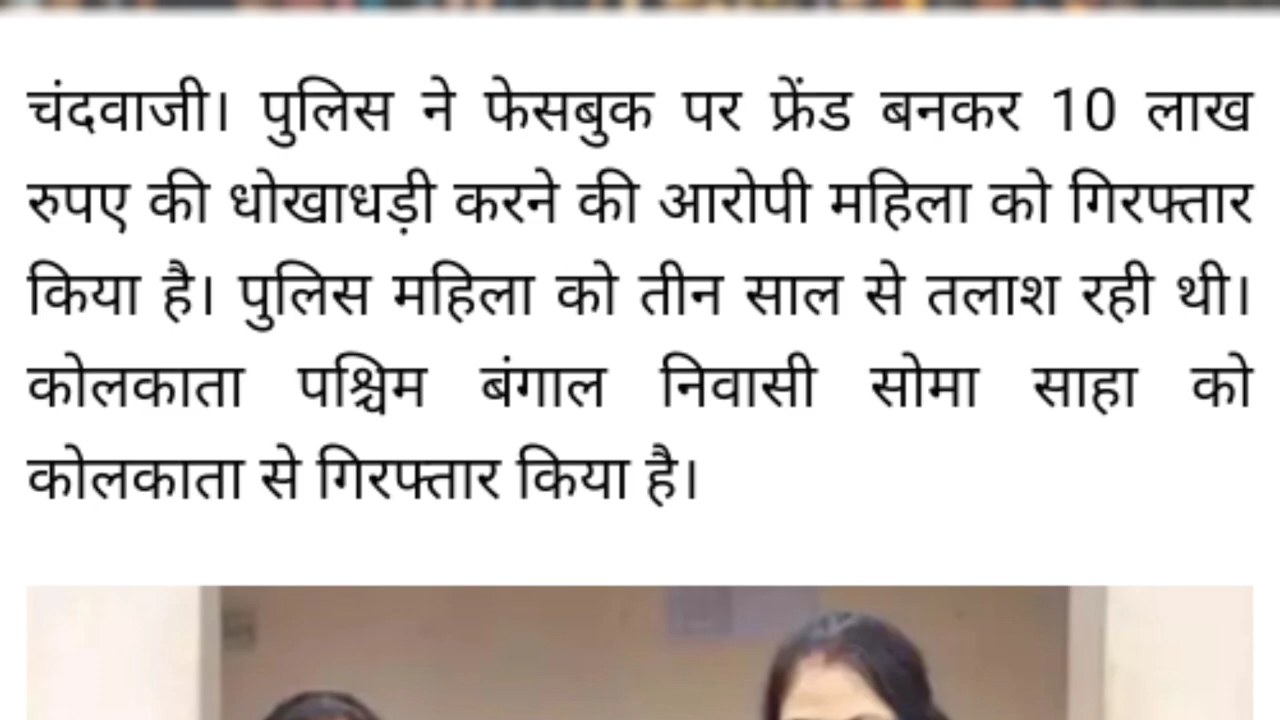 चंदवाजी। पुलिस ने फेसबुक पर फ्रेंड बनकर 10 लाख
रुपए की धोखाधड़ी करने की आरोपी महिला को गिरफ्तार
किया है। पुलिस महिला को तीन साल से तलाश रही थी।
कोलकाता पश्चिम बंगाल निवासी सोमा साहा को
कोलकाता से गिरफ्तार किया है।